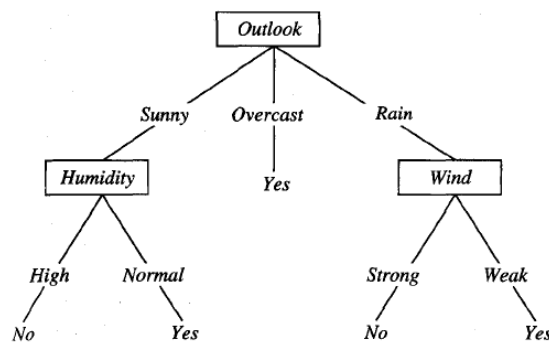 Outlook
Sunny Overcast Rain
Humidity Yes Wind
High Normal Strong Weak
No Yes No Yes